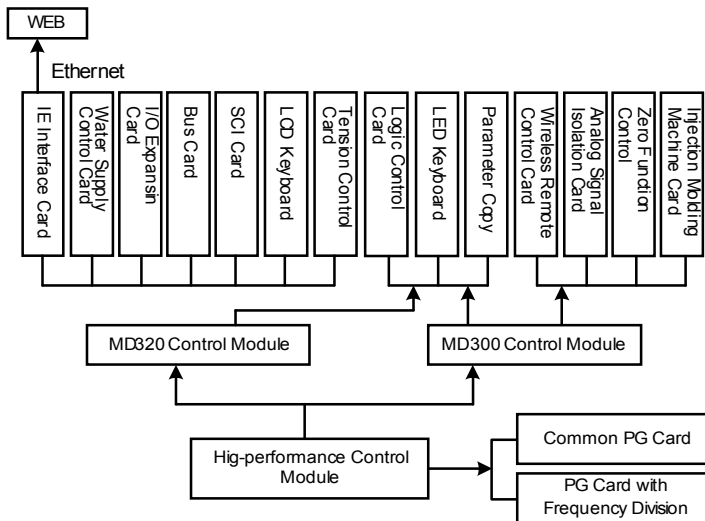 WEB
Ethernet
IE Interface Card
Water Supply
Control Card
I/O Expansin
Card
Bus Card
SCI Card
LCD Keyboard
Tension Control
Card
Logic Control
Card
LED Keyboard
Parameter Copy
Wireless Remote
Control Card
Analog Signal
Isolation Card
Zero Function
Control
Injection Molding
Machine Card
MD320 Control Module
MD300 Control Module
Hig-performance Control
Module
Common PG Card
PG Card with
Frequency Division